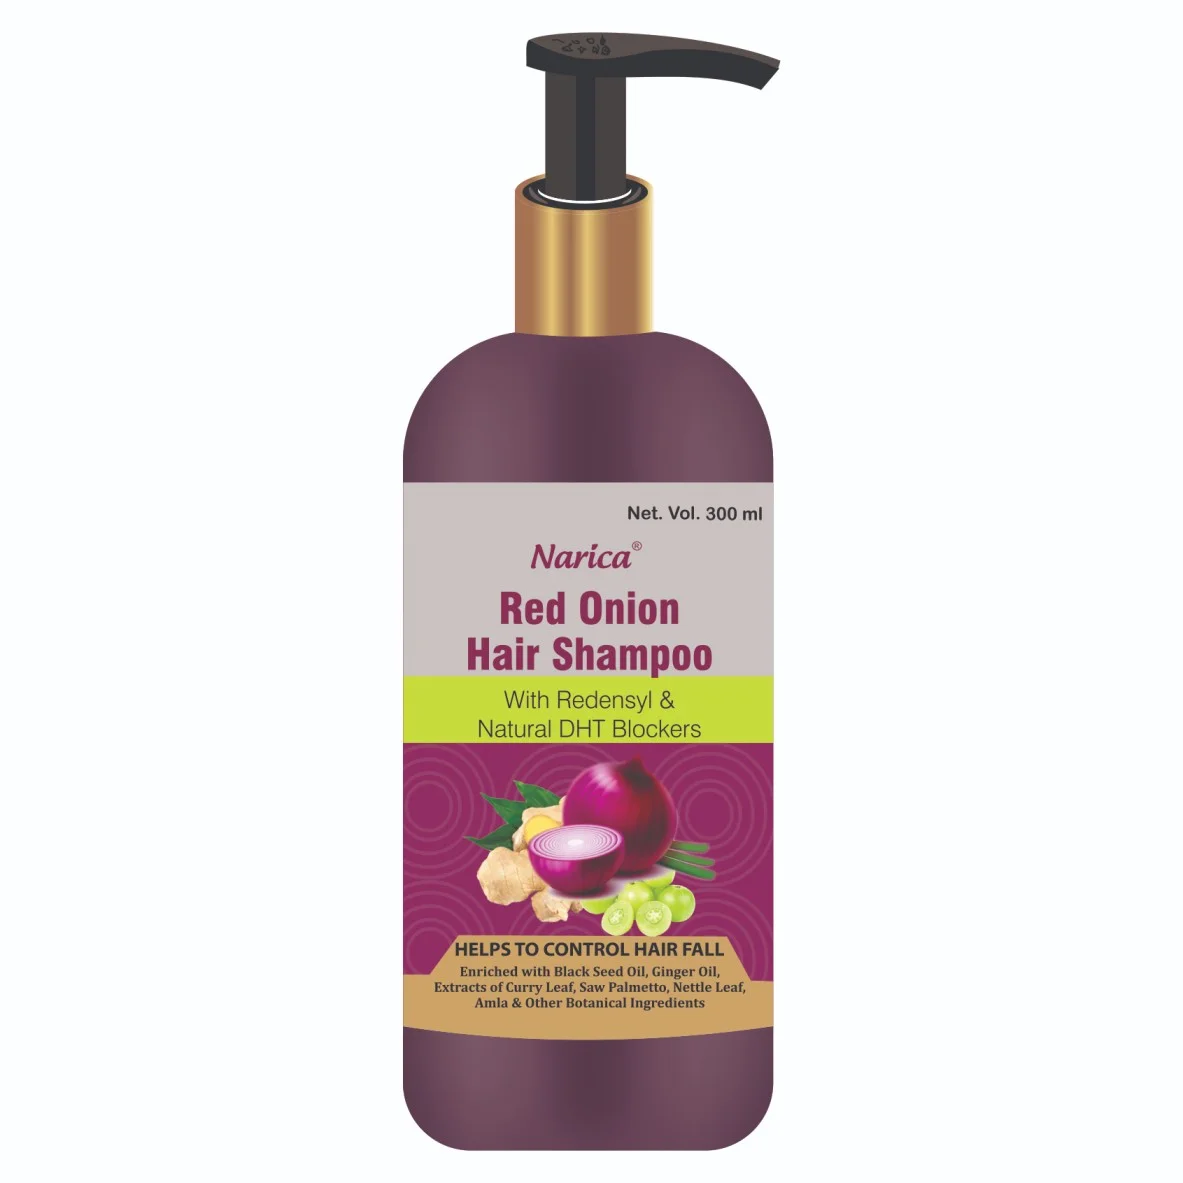 Net. Vol. 300 ml
Narica®
Red Onion
Hair Shampoo
With Redensyl &
Natural DHT Blockers
HELPS TO CONTROL HAIR FALL
Enriched with Black Seed Oil, Ginger Oil,
Extracts of Curry Leaf, Saw Palmetto, Nettle Leaf,
Amla & Other Botanical Ingredients